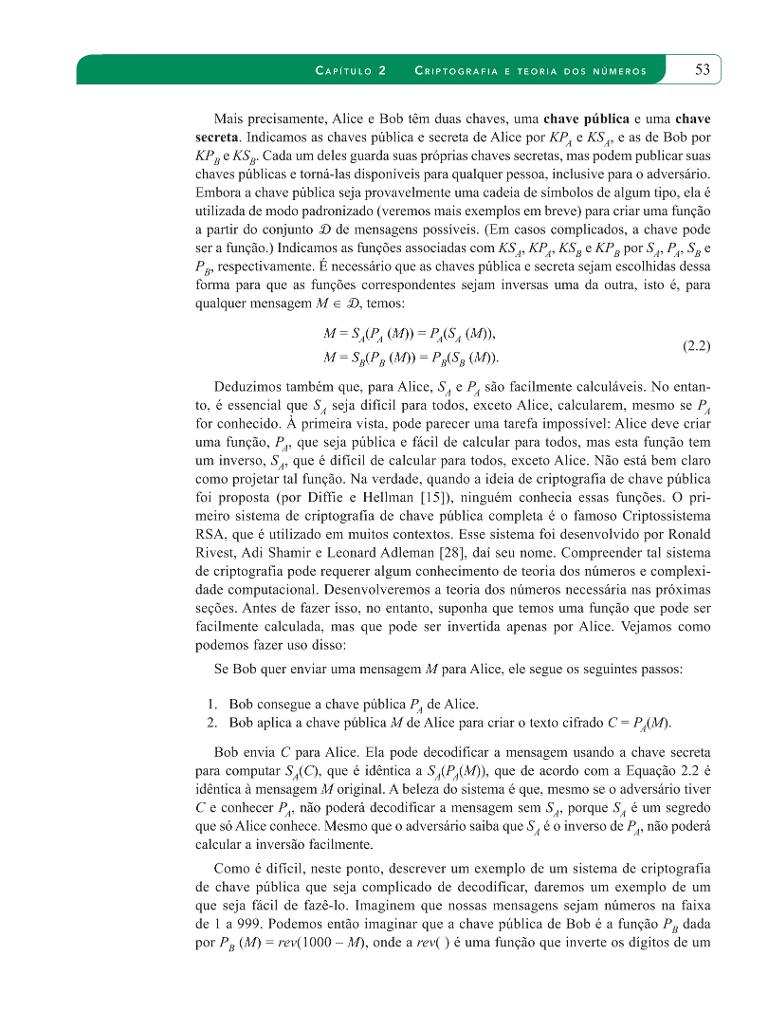 CAPÍTULO 2 CRIPTOGRAFIA E TEORIA DOS NÚMEROS 53
Mais precisamente, Alice e Bob têm duas chaves, uma chave pública e uma chave
secreta. Indicamos as chaves pública e secreta de Alice por KP_A e KS_A, e as de Bob por
KP_B e KS_B. Cada um deles guarda suas próprias chaves secretas, mas podem publicar suas
chaves públicas e torná-las disponíveis para qualquer pessoa, inclusive para o adversário.
Embora a chave pública seja provavelmente uma cadeia de símbolos de algum tipo, ela é
utilizada de modo padronizado (veremos mais exemplos em breve) para criar uma função
a partir do conjunto 𝒟 de mensagens possíveis. (Em casos complicados, a chave pode
ser a função.) Indicamos as funções associadas com KS_A, KP_A, KS_B e KP_B por S_A, P_A, S_B e
P_B, respectivamente. É necessário que as chaves pública e secreta sejam escolhidas dessa
forma para que as funções correspondentes sejam inversas uma da outra, isto é, para
qualquer mensagem M ∈ 𝒟, temos:
M = S_A(P_A (M)) = P_A(S_A (M)),
M = S_B(P_B (M)) = P_B(S_B (M)).
(2.2)
Deduzimos também que, para Alice, S_A e P_A são facilmente calculáveis. No entan-
to, é essencial que S_A seja difícil para todos, exceto Alice, calcularem, mesmo se P_A
for conhecido. À primeira vista, pode parecer uma tarefa impossível: Alice deve criar
uma função, P_A, que seja pública e fácil de calcular para todos, mas esta função tem
um inverso, S_A, que é difícil de calcular para todos, exceto Alice. Não está bem claro
como projetar tal função. Na verdade, quando a ideia de criptografia de chave pública
foi proposta (por Diffie e Hellman [15]), ninguém conhecia essas funções. O pri-
meiro sistema de criptografia de chave pública completa é o famoso Criptossistema
RSA, que é utilizado em muitos contextos. Esse sistema foi desenvolvido por Ronald
Rivest, Adi Shamir e Leonard Adleman [28], daí seu nome. Compreender tal sistema
de criptografia pode requerer algum conhecimento de teoria dos números e complexi-
dade computacional. Desenvolveremos a teoria dos números necessária nas próximas
seções. Antes de fazer isso, no entanto, suponha que temos uma função que pode ser
facilmente calculada, mas que pode ser invertida apenas por Alice. Vejamos como
podemos fazer uso disso:
Se Bob quer enviar uma mensagem M para Alice, ele segue os seguintes passos:
1. Bob consegue a chave pública P_A de Alice.
2. Bob aplica a chave pública M de Alice para criar o texto cifrado C = P_A(M).
Bob envia C para Alice. Ela pode decodificar a mensagem usando a chave secreta
para computar S_A(C), que é idêntica a S_A(P_A(M)), que de acordo com a Equação 2.2 é
idêntica à mensagem M original. A beleza do sistema é que, mesmo se o adversário tiver
C e conhecer P_A, não poderá decodificar a mensagem sem S_A, porque S_A é um segredo
que só Alice conhece. Mesmo que o adversário saiba que S_A é o inverso de P_A, não poderá
calcular a inversão facilmente.
Como é difícil, neste ponto, descrever um exemplo de um sistema de criptografia
de chave pública que seja complicado de decodificar, daremos um exemplo de um
que seja fácil de fazê-lo. Imaginem que nossas mensagens sejam números na faixa
de 1 a 999. Podemos então imaginar que a chave pública de Bob é a função P_B dada
por P_B (M) = rev(1000 – M), onde a rev( ) é uma função que inverte os dígitos de um